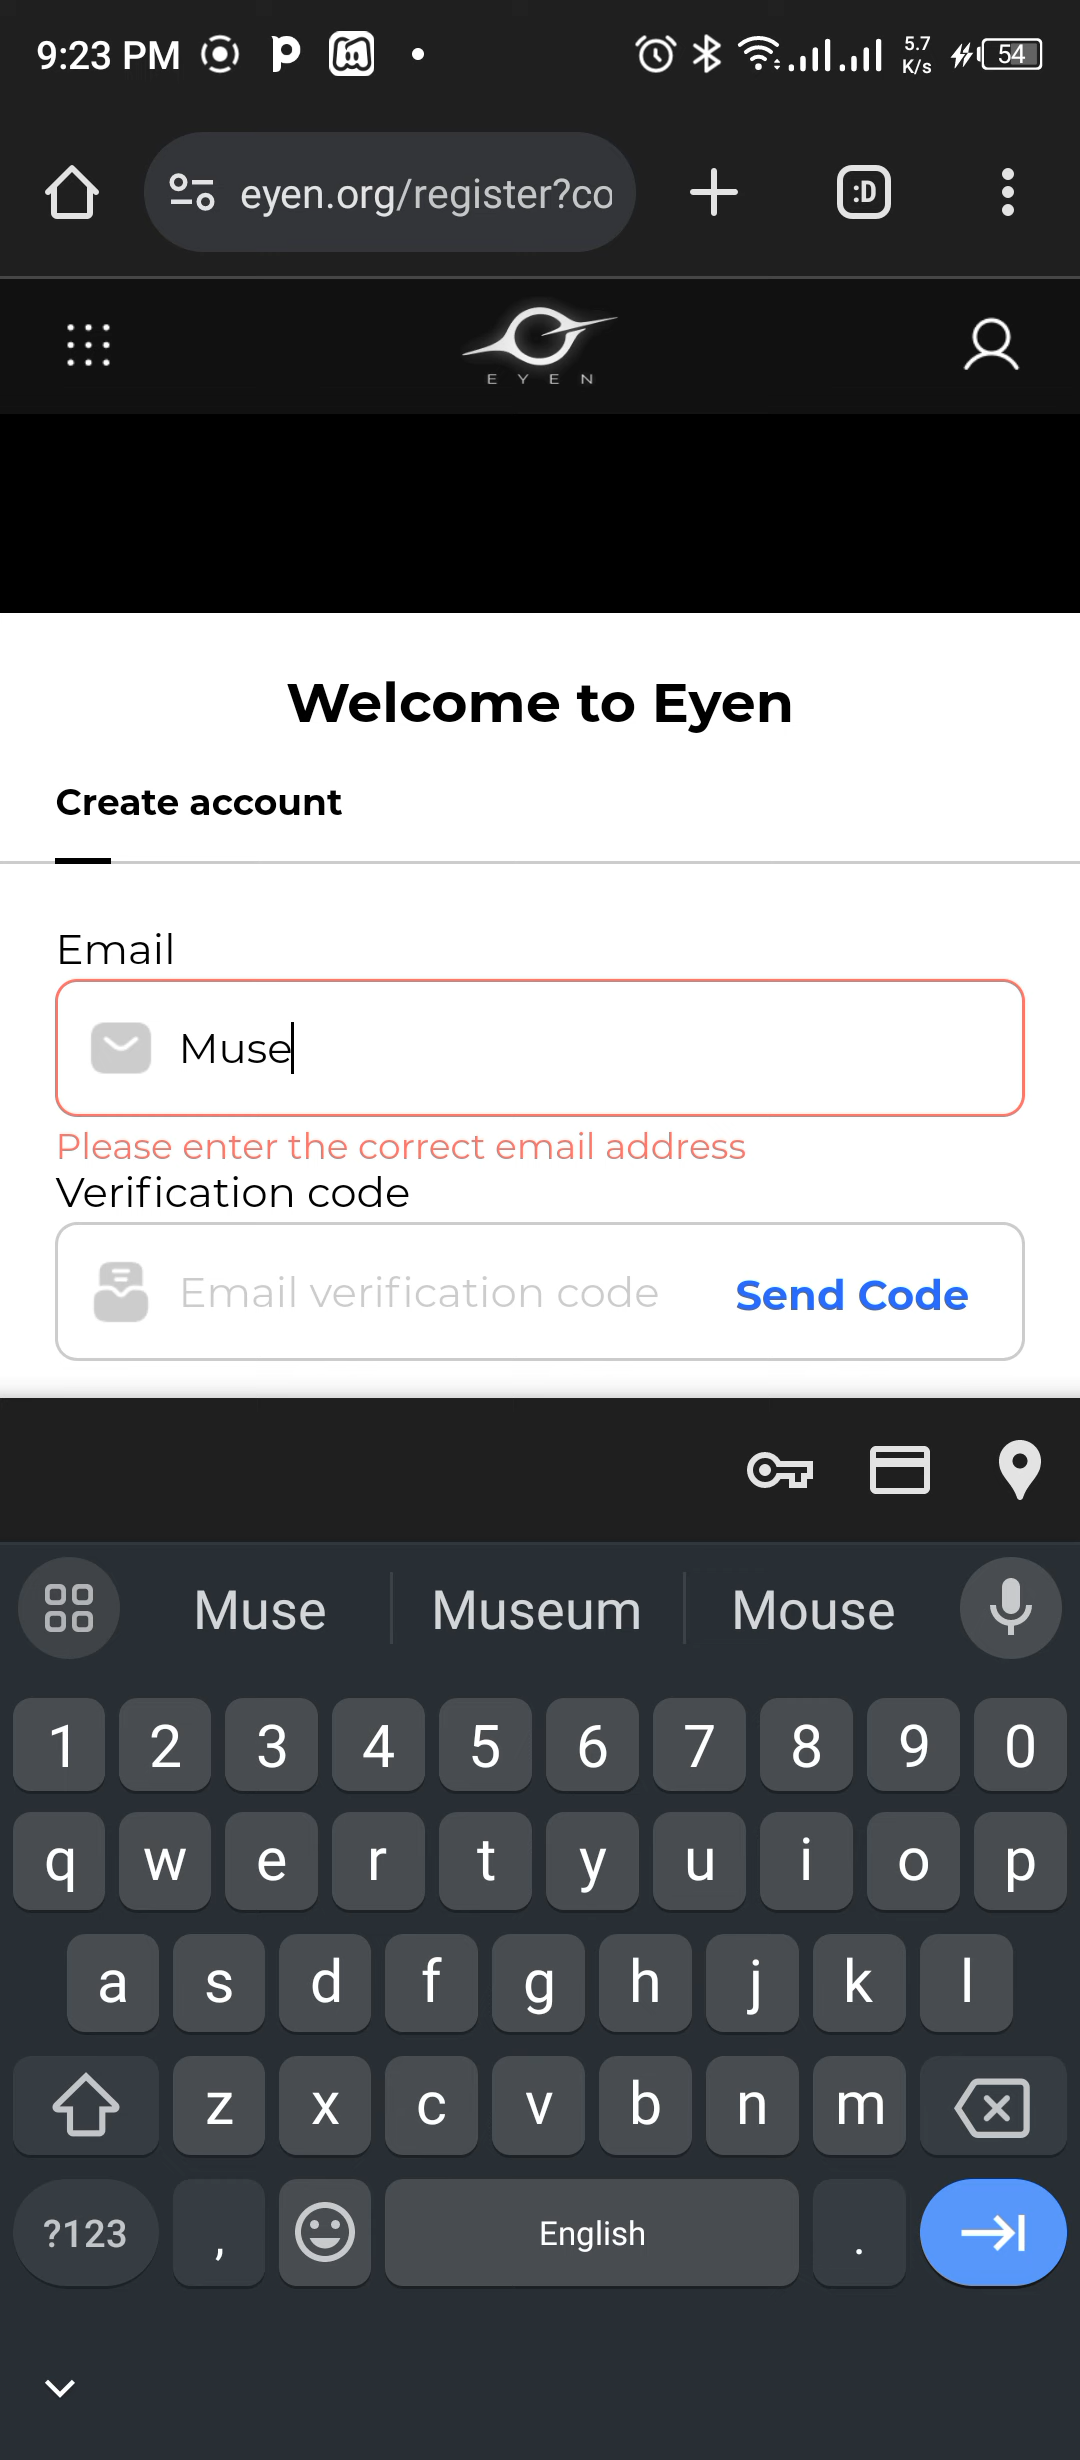 9:23 PM
5.7
K/s
54
eyen.org/register?co
:D
EYEN
Welcome to Eyen
Create account
Email
Muse
Please enter the correct email address
Verification code
Email verification code Send Code
Muse Museum Mouse
1 2 3 4 5 6 7 8 9 0
q w e r t y u i o p
a s d f g h j k l
z x c v b n m
?123 , English .